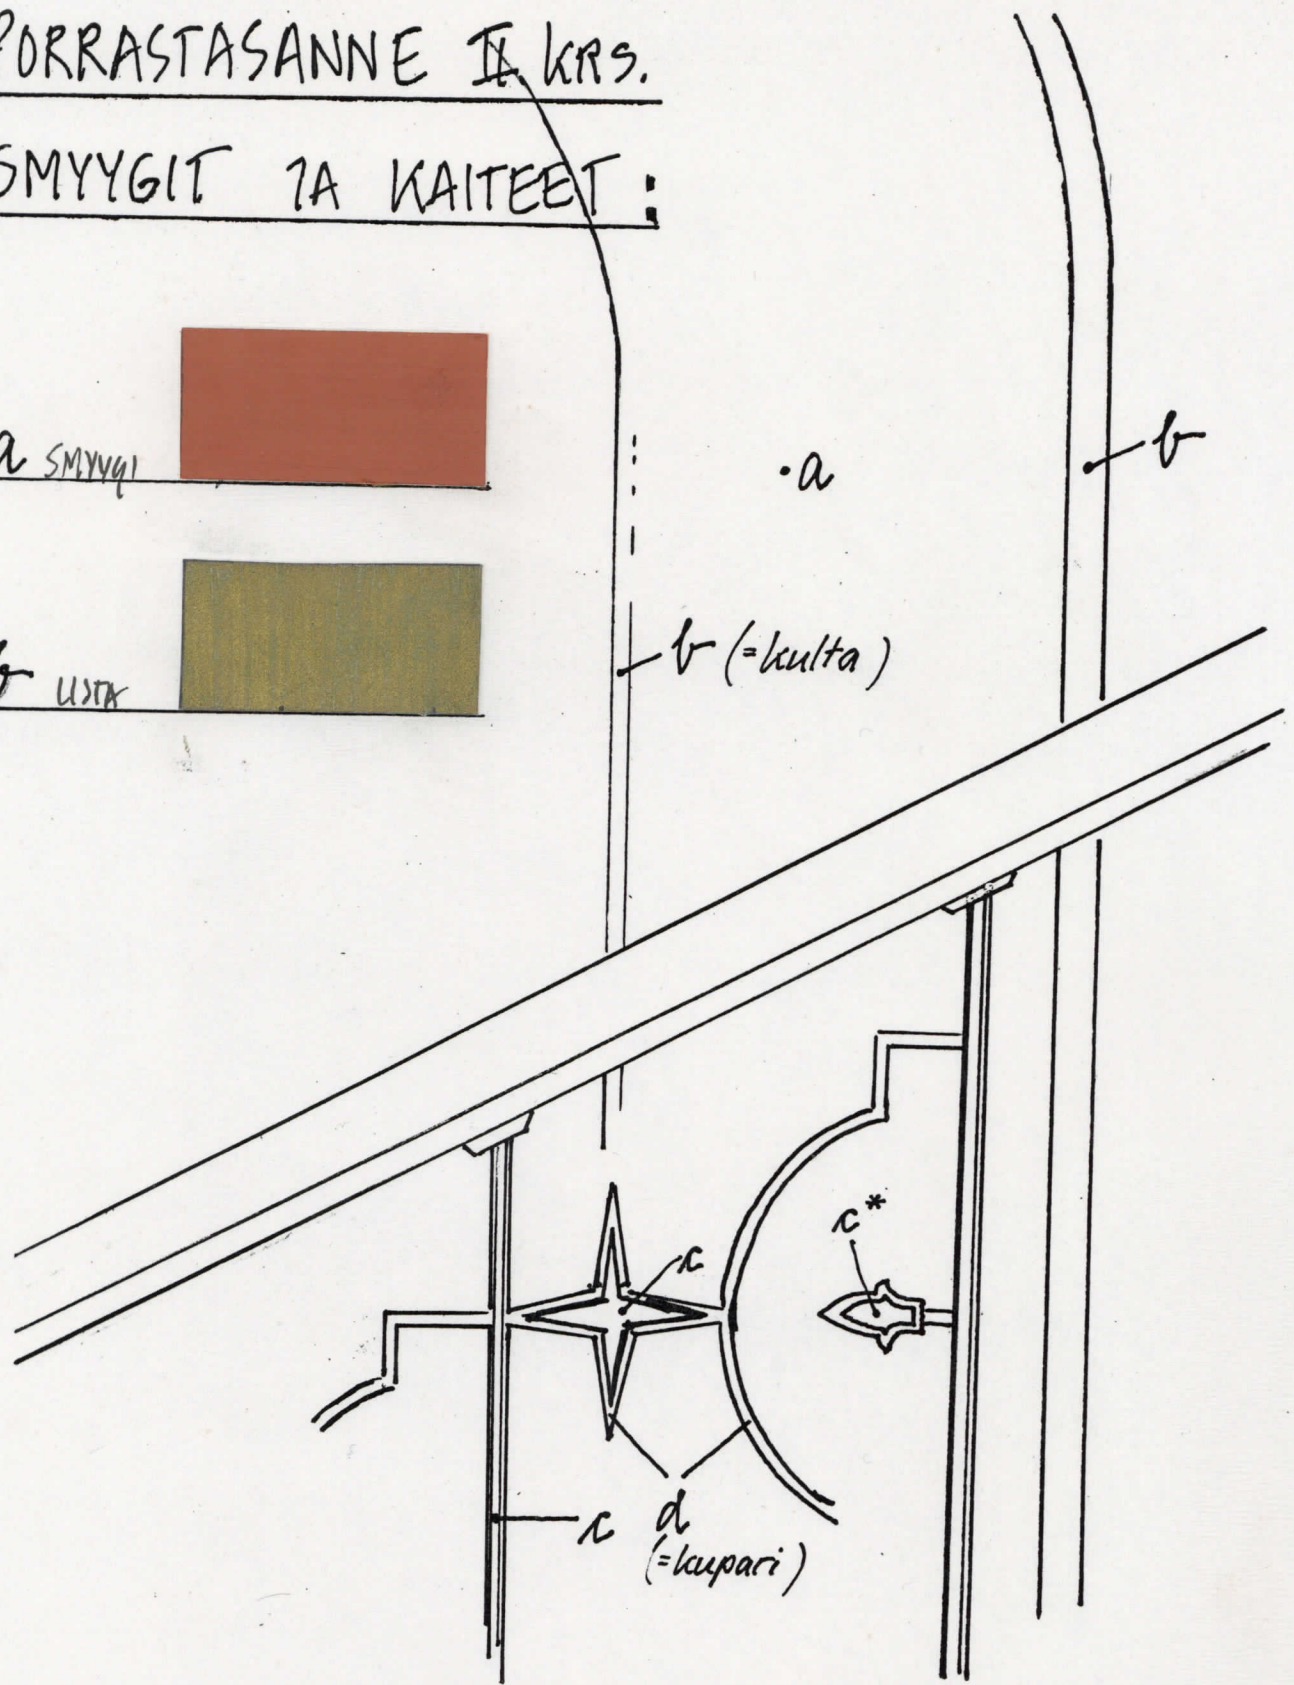 PORRASTASANNE II KRS.
SMYYGIT JA KAITEET :
a SMYYGI
a
b
b LISTA
b (=kulta)
c*
c
c
d
(=kupari)